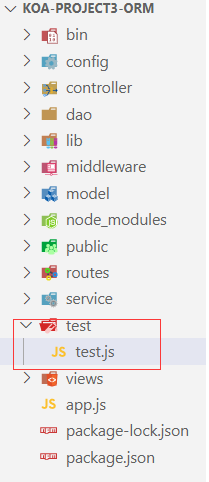 KOA-PROJECT3-ORM
bin
config
controller
dao
lib
middleware
model
node_modules
public
routes
service
test
JS test.js
views
JS app.js
package-lock.json
package.json